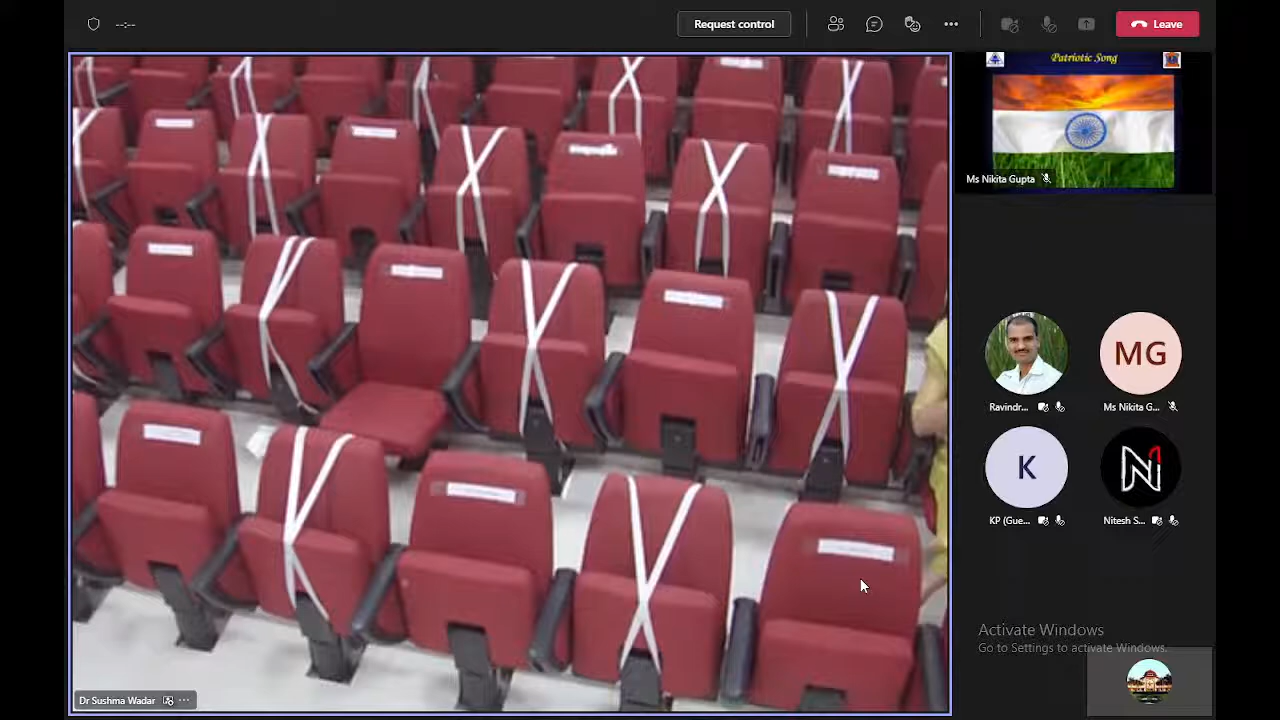 --:--
Request control
Leave
Patriotic Song
Ms Nikita Gupta
Ravindr...
MG
Ms Nikita G...
K
KP (Gue...
N
Nitesh S...
Activate Windows
Go to Settings to activate Windows.
Dr Sushma Wadar